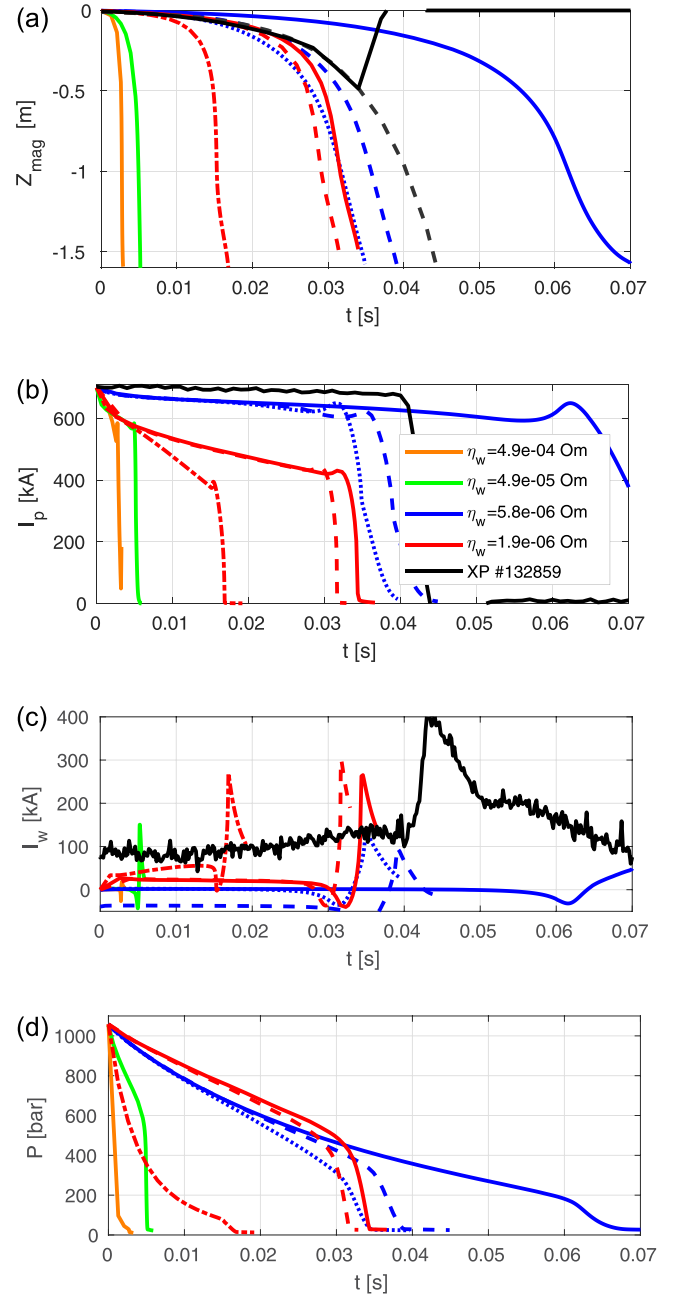 (a)
0
-0.5
-1
-1.5
Z_mag [m]
0 0.01 0.02 0.03 0.04 0.05 0.06 0.07
t [s]
(b)
600
400
200
0
I_p [kA]
η_w=4.9e-04 Om
η_w=4.9e-05 Om
η_w=5.8e-06 Om
η_w=1.9e-06 Om
XP #132859
0 0.01 0.02 0.03 0.04 0.05 0.06 0.07
t [s]
(c)
400
300
200
100
0
I_w [kA]
0 0.01 0.02 0.03 0.04 0.05 0.06 0.07
t [s]
(d)
1000
800
600
400
200
0
P [bar]
0 0.01 0.02 0.03 0.04 0.05 0.06 0.07
t [s]